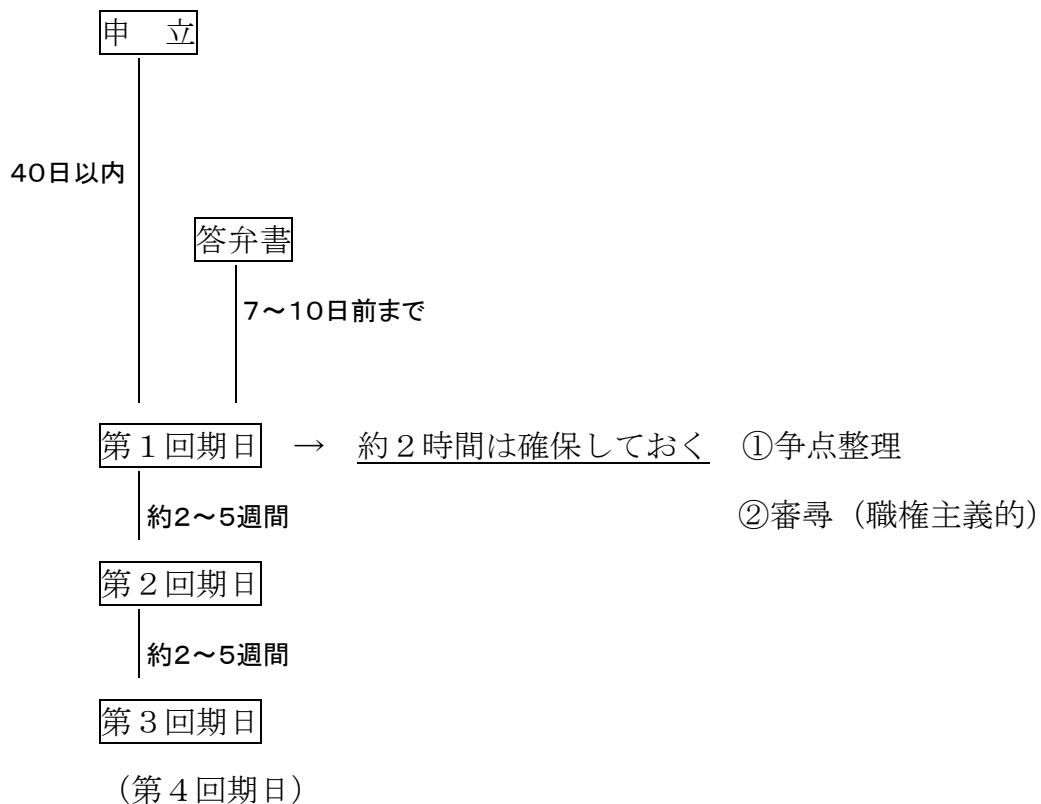 申　立
40日以内
答弁書
7～10日前まで
第１回期日　→　約２時間は確保しておく　①争点整理
約2～5週間　②審尋（職権主義的）
第２回期日
約2～5週間
第３回期日
（第４回期日）